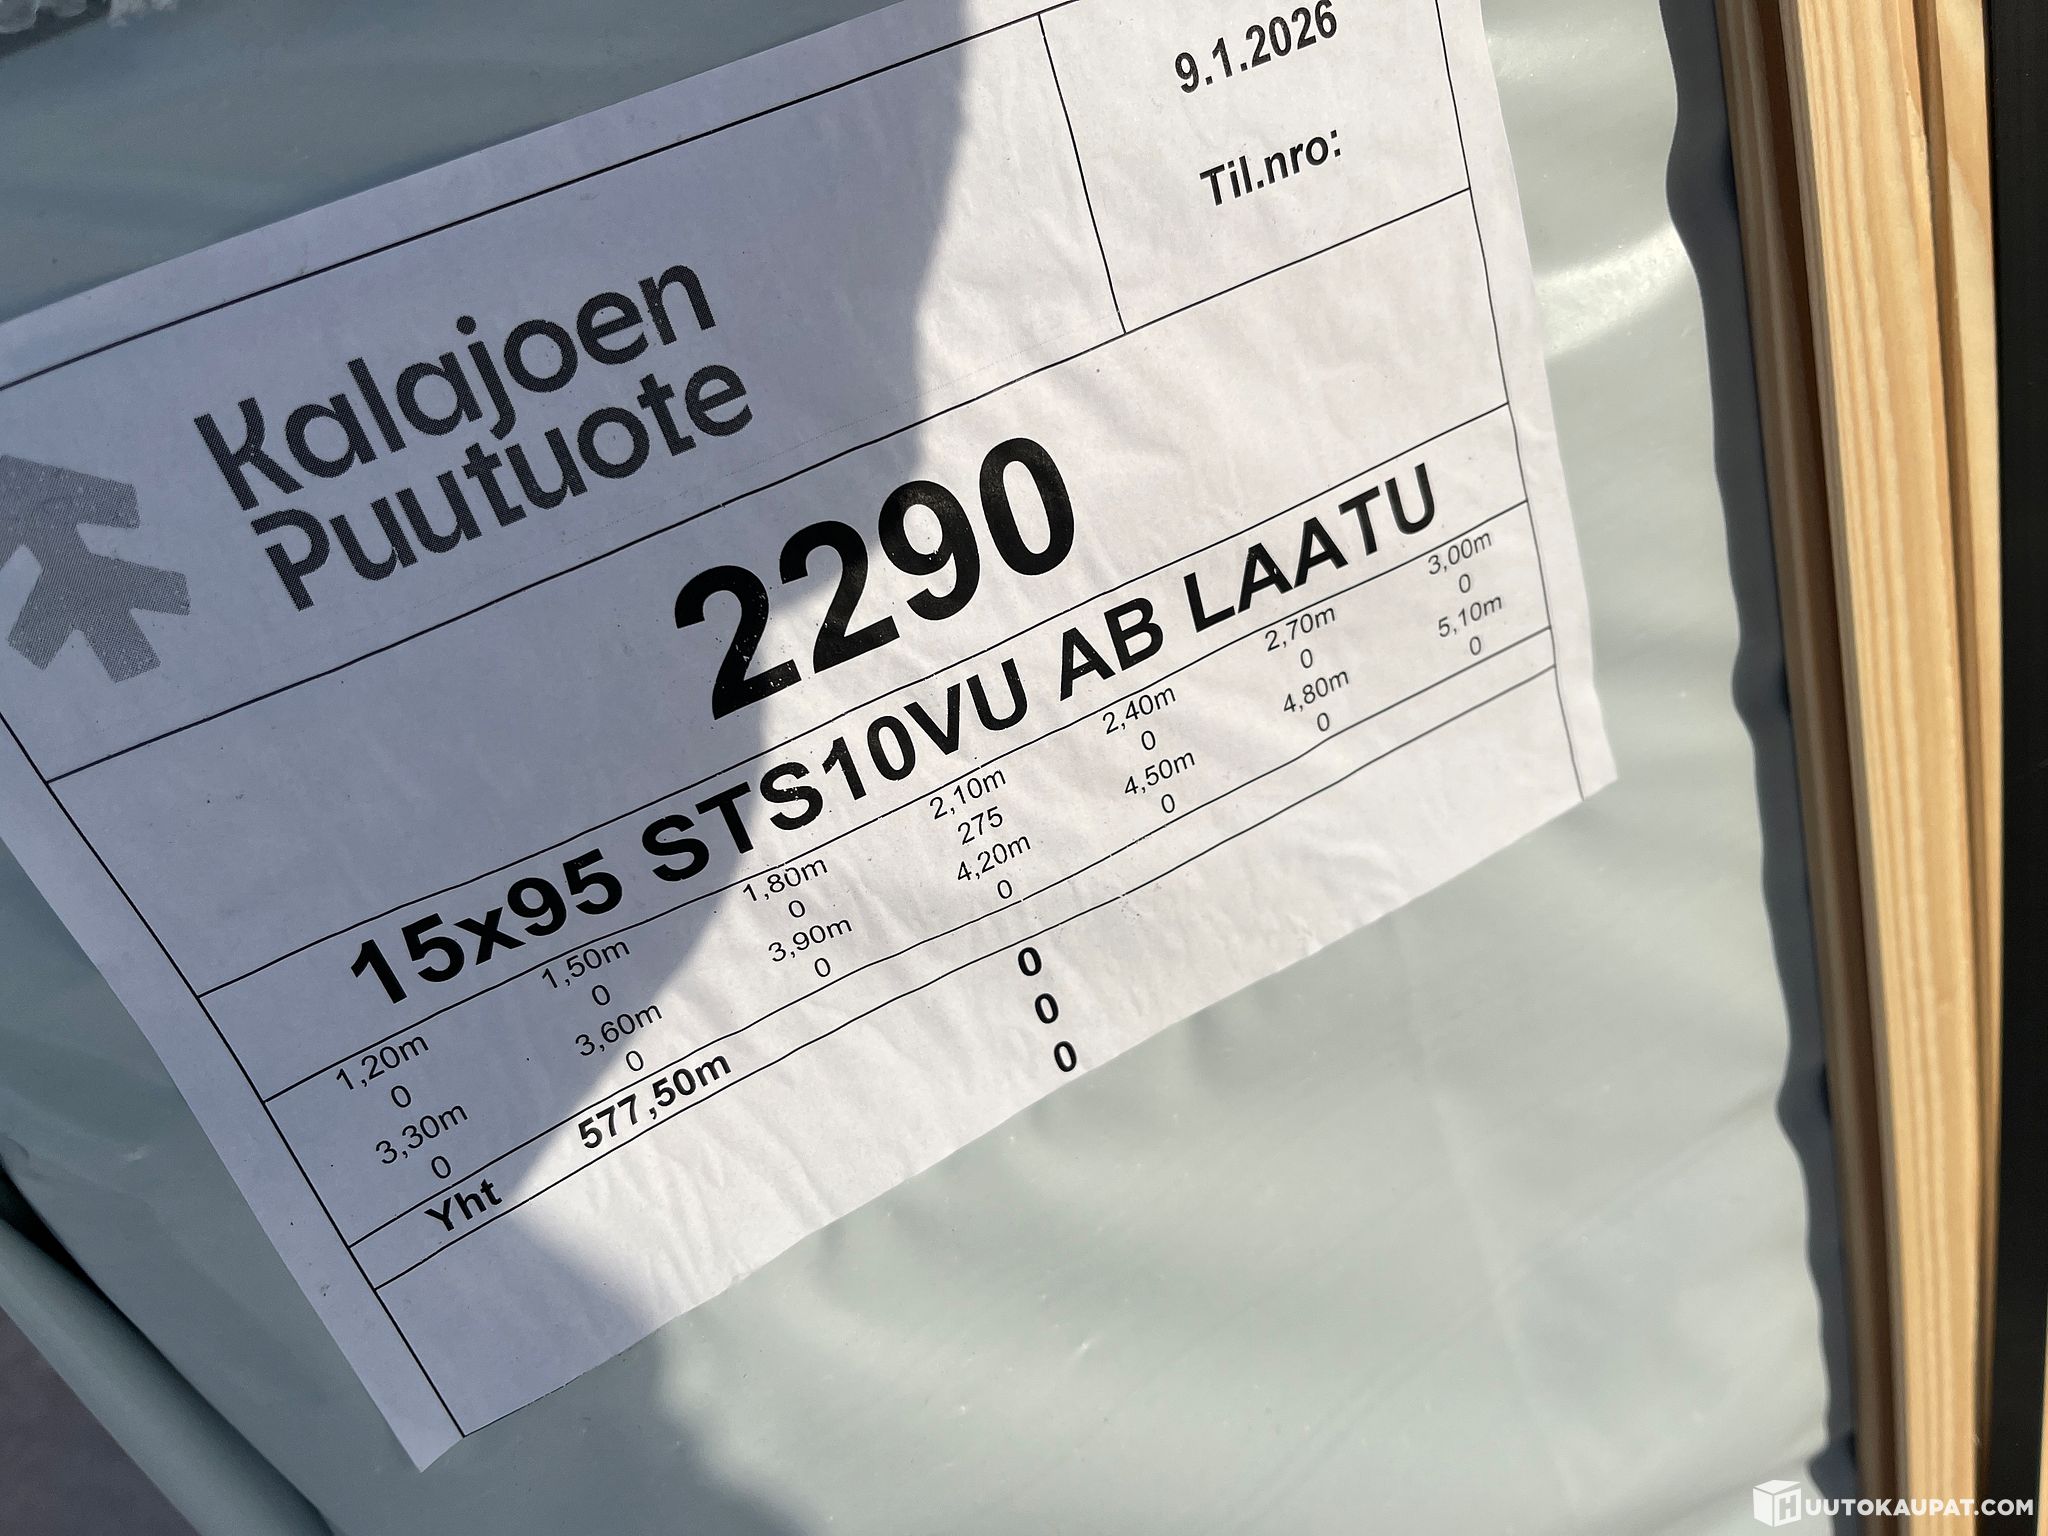 9.1.2026
Til.nro:
Kalajoen
Puutuote
2290
15x95 STS10VU AB LAATU
1,20m 1,50m 1,80m 2,10m 2,40m 2,70m 3,00m
0 0 0 275 0 0 0
3,30m 3,60m 3,90m 4,20m 4,50m 4,80m 5,10m
0 0 0 0 0 0 0
Yht 577,50m 0
0
0
HUUTOKAUPAT.COM